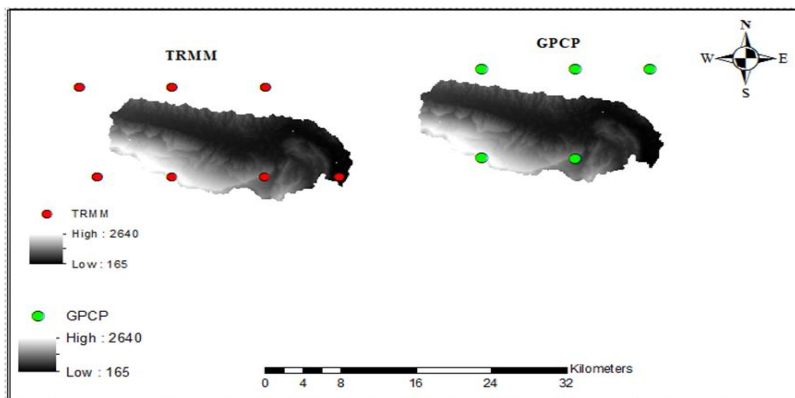 TRMM
GPCP
N
W E
S
TRMM
High : 2640
Low : 165
GPCP
High : 2640
Low : 165
Kilometers
0 4 8 16 24 32